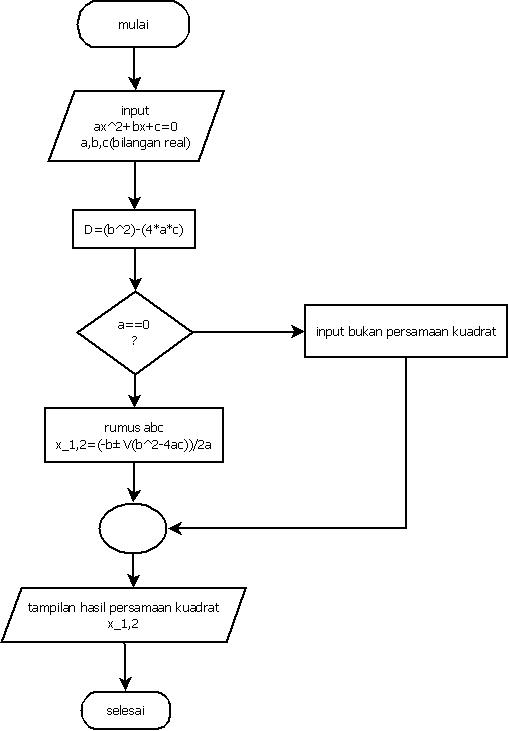 mulai
input
ax^2+bx+c=0
a,b,c(bilangan real)
D=(b^2)-(4*a*c)
a==0
?
input bukan persamaan kuadrat
rumus abc
x_1,2=(-b±√(b^2-4ac))/2a
tampilan hasil persamaan kuadrat
x_1,2
selesai